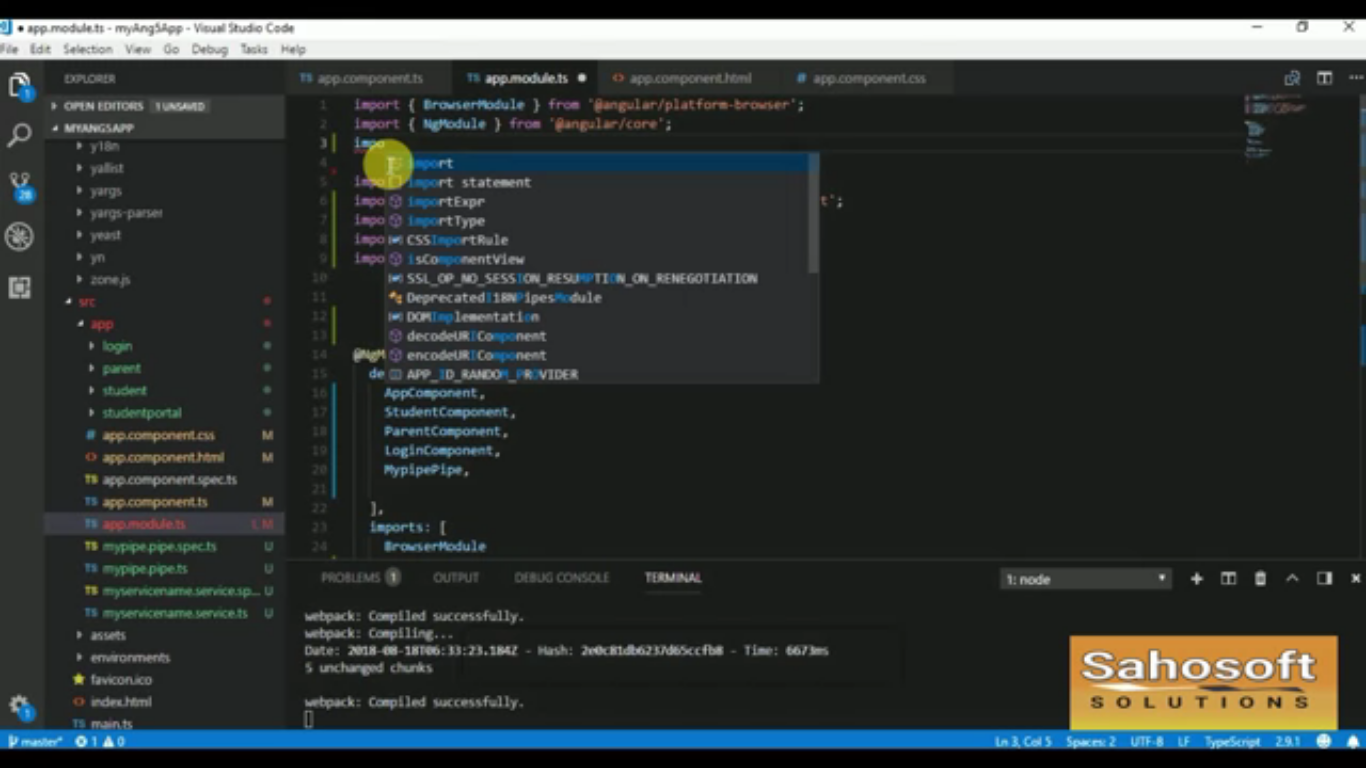 app.module.ts - myAng5App - Visual Studio Code
File Edit Selection View Go Debug Tasks Help
EXPLORER
OPEN EDITORS 1 UNSAVED
MYANG5APP
y18n
yallist
yargs
yargs-parser
yeast
yn
zone.js
src
app
login
parent
student
studentportal
app.component.css M
app.component.html M
app.component.spec.ts
app.component.ts M
app.module.ts 1, M
mypipe.pipe.spec.ts U
mypipe.pipe.ts U
myservicename.service.sp... U
myservicename.service.ts U
assets
environments
favicon.ico
index.html
main.ts
app.component.ts app.module.ts app.component.html app.component.css
1 import { BrowserModule } from '@angular/platform-browser';
2 import { NgModule } from '@angular/core';
3 impo
4
5 impo
6 impo t';
7 impo
8 impo
9 impo
10
11
12
13
14 @NgM
15 de
16 AppComponent,
17 StudentComponent,
18 ParentComponent,
19 LoginComponent,
20 MypipePipe,
21
22 ],
23 imports: [
24 BrowserModule
import
import statement
importExpr
importType
CSSImportRule
isComponentView
SSL_OP_NO_SESSION_RESUMPTION_ON_RENEGOTIATION
DeprecatedI18NPipesModule
DOMImplementation
decodeURIComponent
encodeURIComponent
APP_ID_RANDOM_PROVIDER
PROBLEMS 1 OUTPUT DEBUG CONSOLE TERMINAL 1: node
webpack: Compiled successfully.
webpack: Compiling...
Date: 2018-08-18T06:33:23.184Z - Hash: 2e0c81db6237d65ccfb8 - Time: 6673ms
5 unchanged chunks
webpack: Compiled successfully.
Sahosoft
SOLUTIONS
master* 1 0 Ln 3, Col 5 Spaces: 2 UTF-8 LF TypeScript 2.9.1